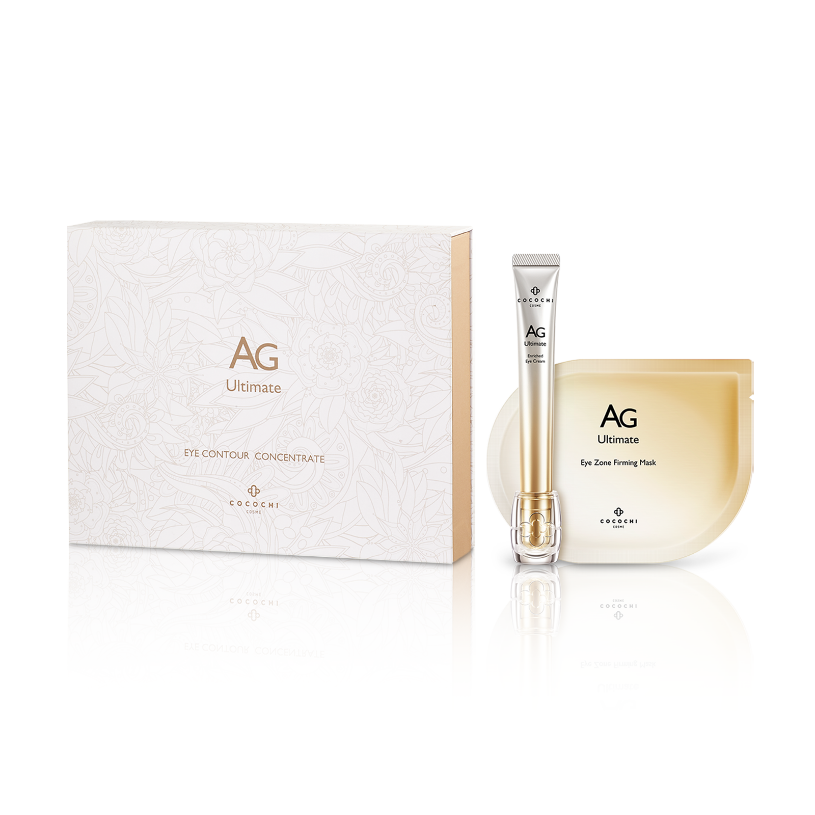 AG
Ultimate
EYE CONTOUR CONCENTRATE
COCOCHI
COSME
COCOCHI
COSME
AG
Ultimate
Enriched
Eye Cream
AG
Ultimate
Eye Zone Firming Mask
COCOCHI
COSME